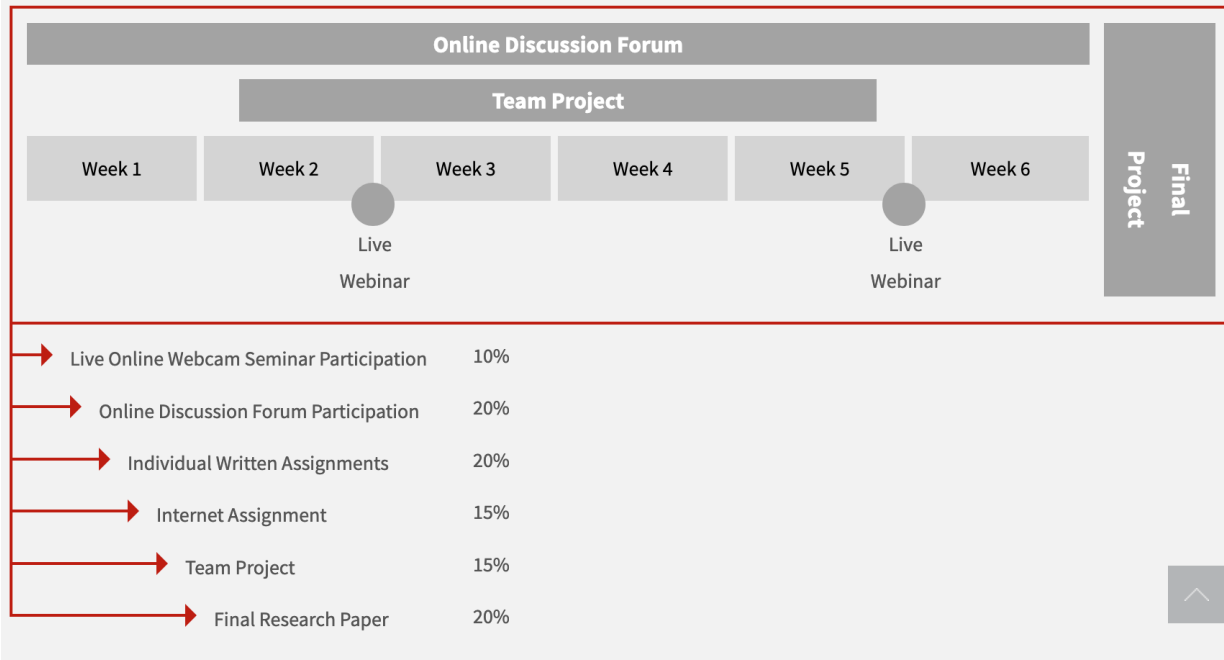 Online Discussion Forum
Team Project
Week 1
Week 2
Week 3
Week 4
Week 5
Week 6
Live
Webinar
Live
Webinar
Final
Project
Live Online Webcam Seminar Participation 10%
Online Discussion Forum Participation 20%
Individual Written Assignments 20%
Internet Assignment 15%
Team Project 15%
Final Research Paper 20%